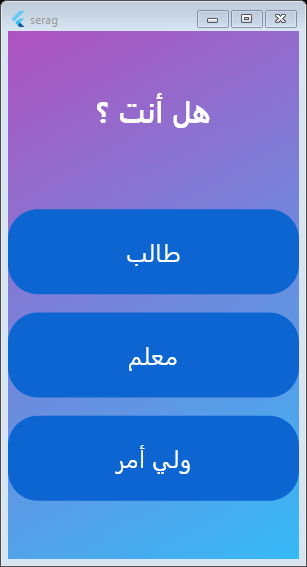 serag
هل أنت ؟
طالب
معلم
ولي أمر